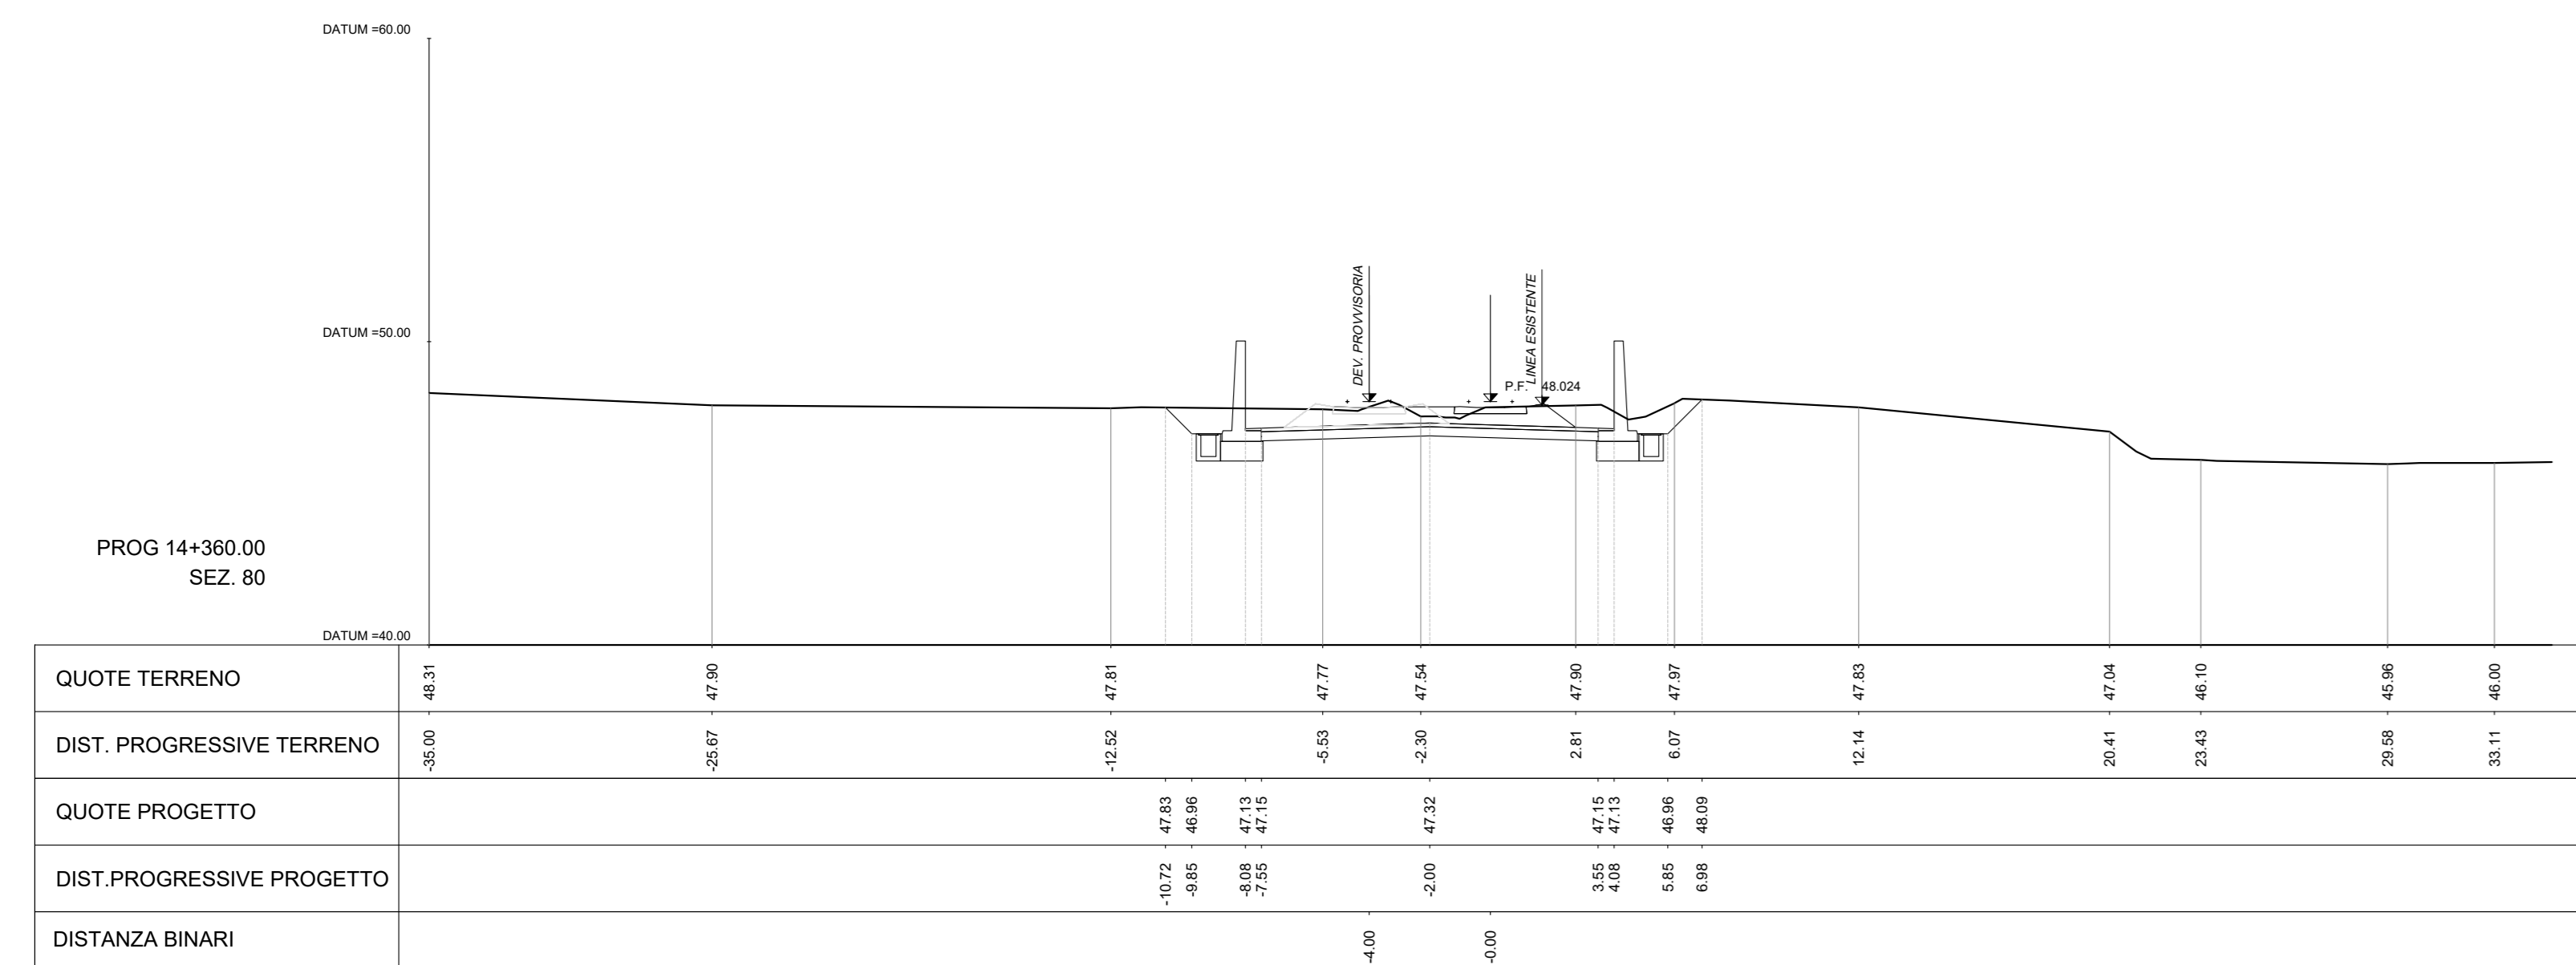 DATUM =60.00
DATUM =50.00
DEV. PROVVISORIA
LINEA ESISTENTE
P.F. 48.024
PROG 14+360.00
SEZ. 80
DATUM =40.00
QUOTE TERRENO 48.31 47.90 47.81 47.77 47.54 47.90 47.97 47.83 47.04 46.10 45.96 46.00
DIST. PROGRESSIVE TERRENO -35.00 -25.67 -12.52 -5.53 -2.30 2.81 6.07 12.14 20.41 23.43 29.58 33.11
QUOTE PROGETTO 47.83 46.96 47.13 47.15 47.32 47.15 47.13 46.96 48.09
DIST.PROGRESSIVE PROGETTO -10.72 -9.85 -8.08 -7.55 -2.00 3.55 4.08 5.85 6.98
DISTANZA BINARI -4.00 -0.00